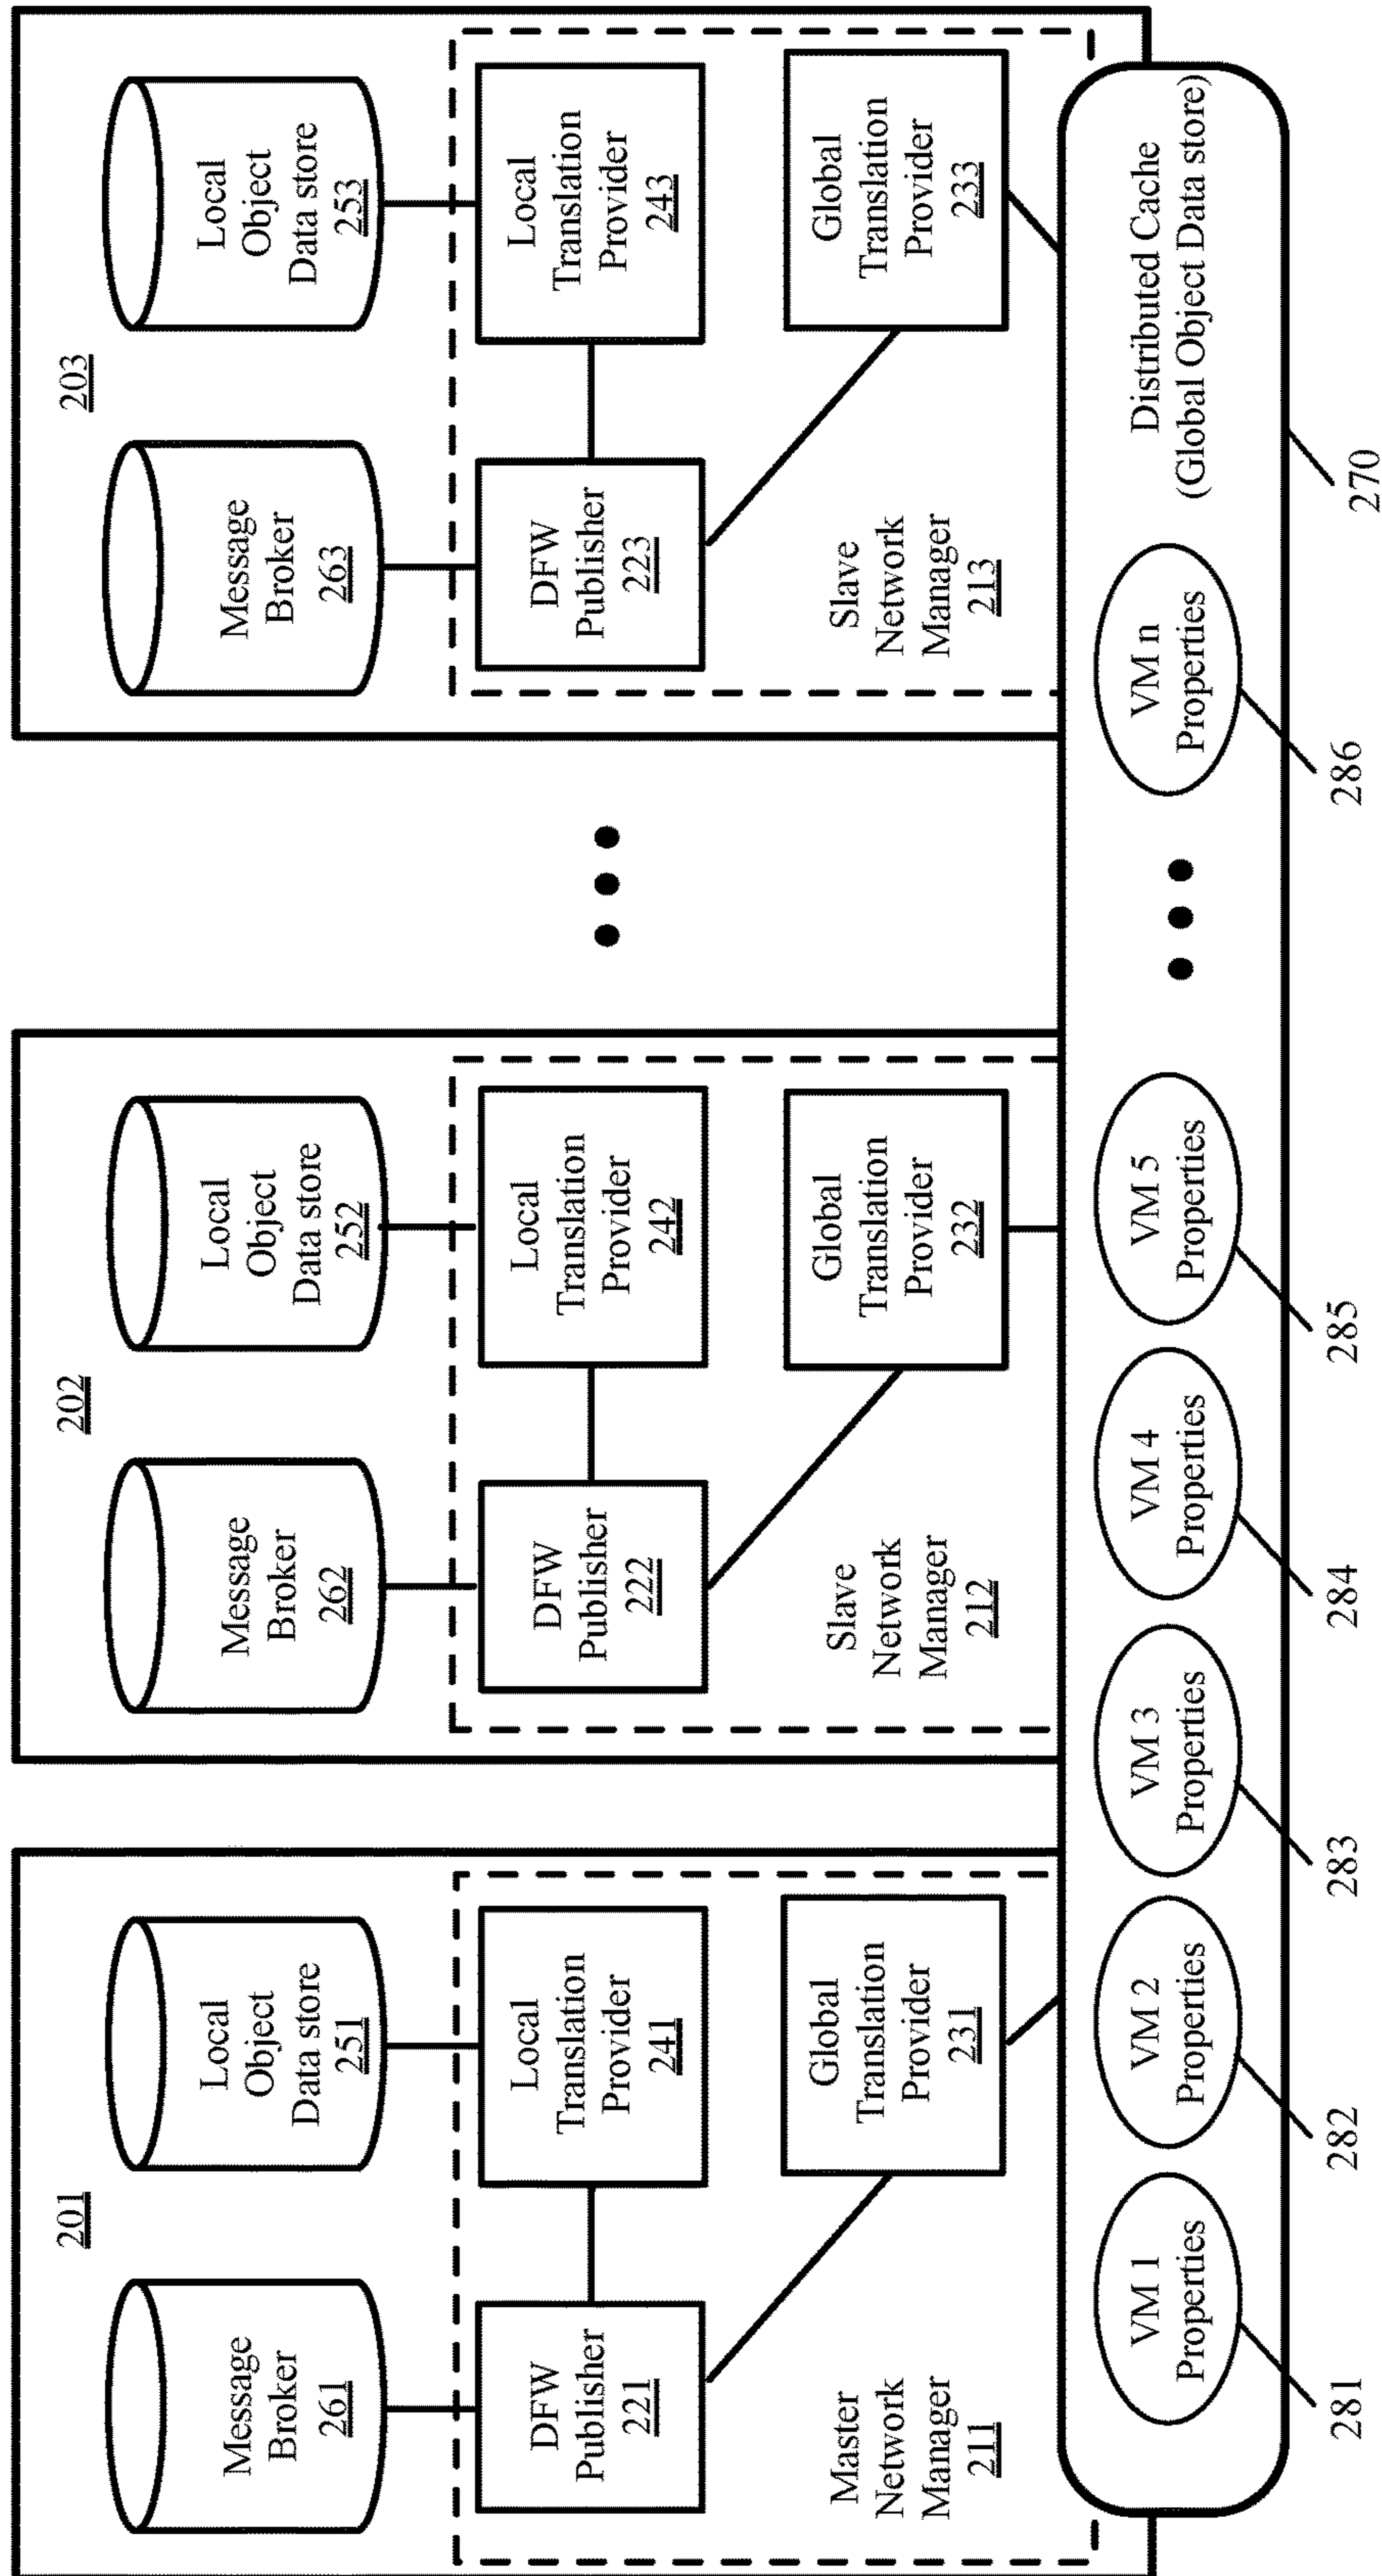 201
Message
Broker
261
Local
Object
Data store
251
DFW
Publisher
221
Local
Translation
Provider
241
Master
Network
Manager
211
Global
Translation
Provider
231
202
Message
Broker
262
Local
Object
Data store
252
DFW
Publisher
222
Local
Translation
Provider
242
Slave
Network
Manager
212
Global
Translation
Provider
232
203
Message
Broker
263
Local
Object
Data store
253
DFW
Publisher
223
Local
Translation
Provider
243
Slave
Network
Manager
213
Global
Translation
Provider
233
VM 1
Properties
VM 2
Properties
VM 3
Properties
VM 4
Properties
VM 5
Properties
VM n
Properties
Distributed Cache
(Global Object Data store)
281
282
283
284
285
286
270